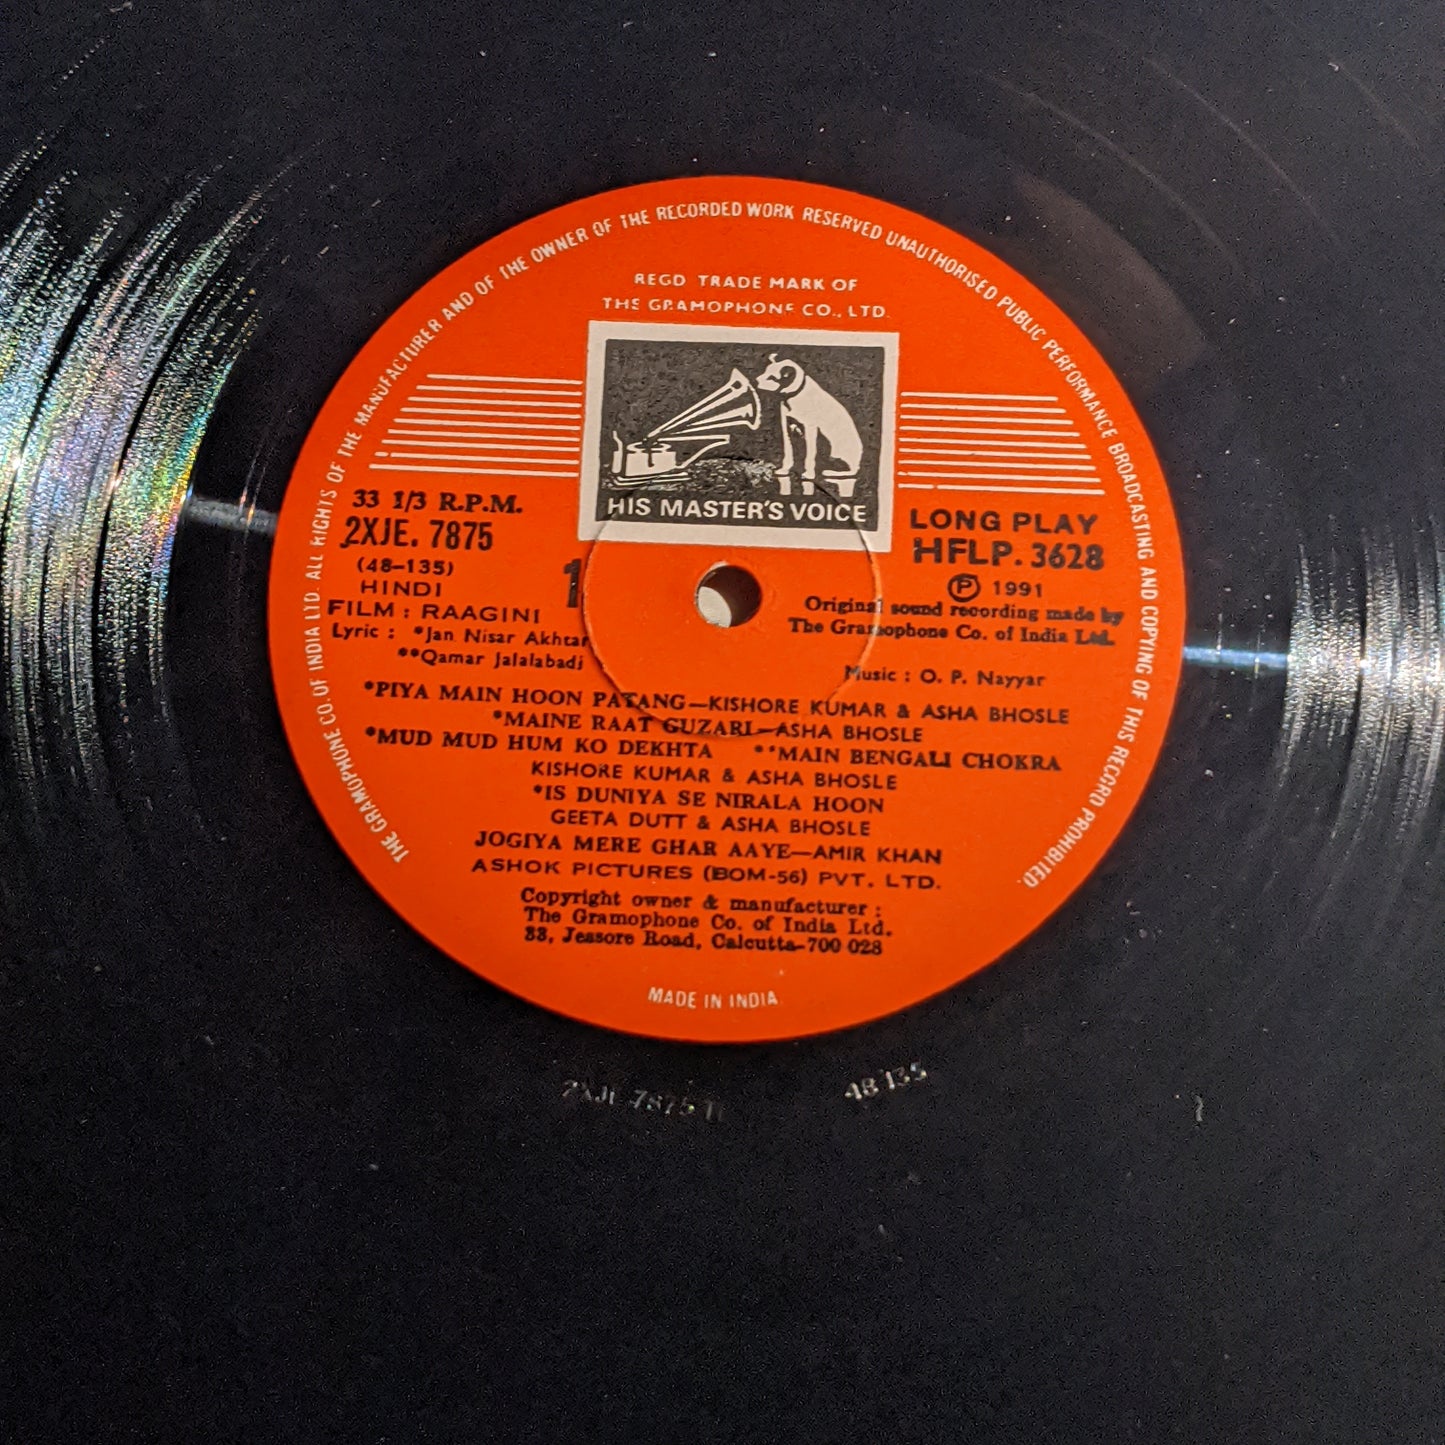 THE GRAMOPHONE CO. OF INDIA LTD. ALL RIGHTS OF THE MANUFACTURER AND OF THE OWNER OF THE RECORDED WORK RESERVED UNAUTHORISED PUBLIC PERFORMANCE BROADCASTING AND COPYING OF THIS RECORD PROHIBITED.
REGD TRADE MARK OF
THE GRAMOPHONE CO., LTD.
HIS MASTER'S VOICE
33 1/3 R.P.M.
2XJE. 7875
(48-135)
HINDI
1
LONG PLAY
HFLP. 3628
Ⓟ 1991
Original sound recording made by
The Gramophone Co. of India Ltd.
FILM : RAAGINI
Lyric : *Jan Nisar Akhtar
**Qamar Jalalabadi
Music : O. P. Nayyar
*PIYA MAIN HOON PATANG—KISHORE KUMAR & ASHA BHOSLE
*MAINE RAAT GUZARI—ASHA BHOSLE
*MUD MUD HUM KO DEKHTA **MAIN BENGALI CHOKRA
KISHORE KUMAR & ASHA BHOSLE
*IS DUNIYA SE NIRALA HOON
GEETA DUTT & ASHA BHOSLE
JOGIYA MERE GHAR AAYE—AMIR KHAN
ASHOK PICTURES (BOM-56) PVT. LTD.
Copyright owner & manufacturer :
The Gramophone Co. of India Ltd.
33, Jessore Road, Calcutta-700 028
MADE IN INDIA
2XJE 7875
48 135